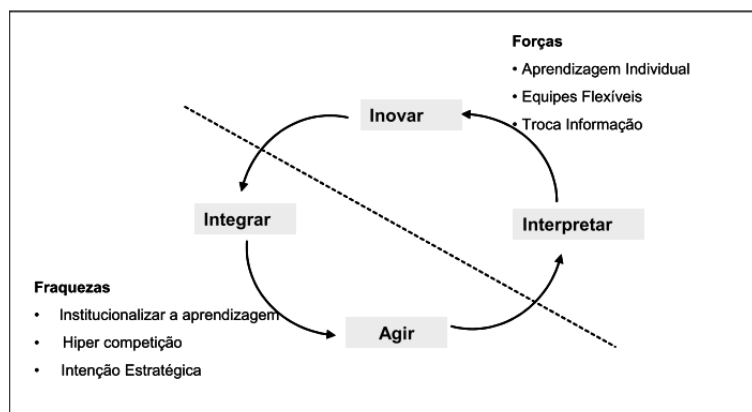 Forças
• Aprendizagem Individual
• Equipes Flexíveis
• Troca Informação
Inovar
Integrar
Interpretar
Agir
Fraquezas
• Institucionalizar a aprendizagem
• Hiper competição
• Intenção Estratégica